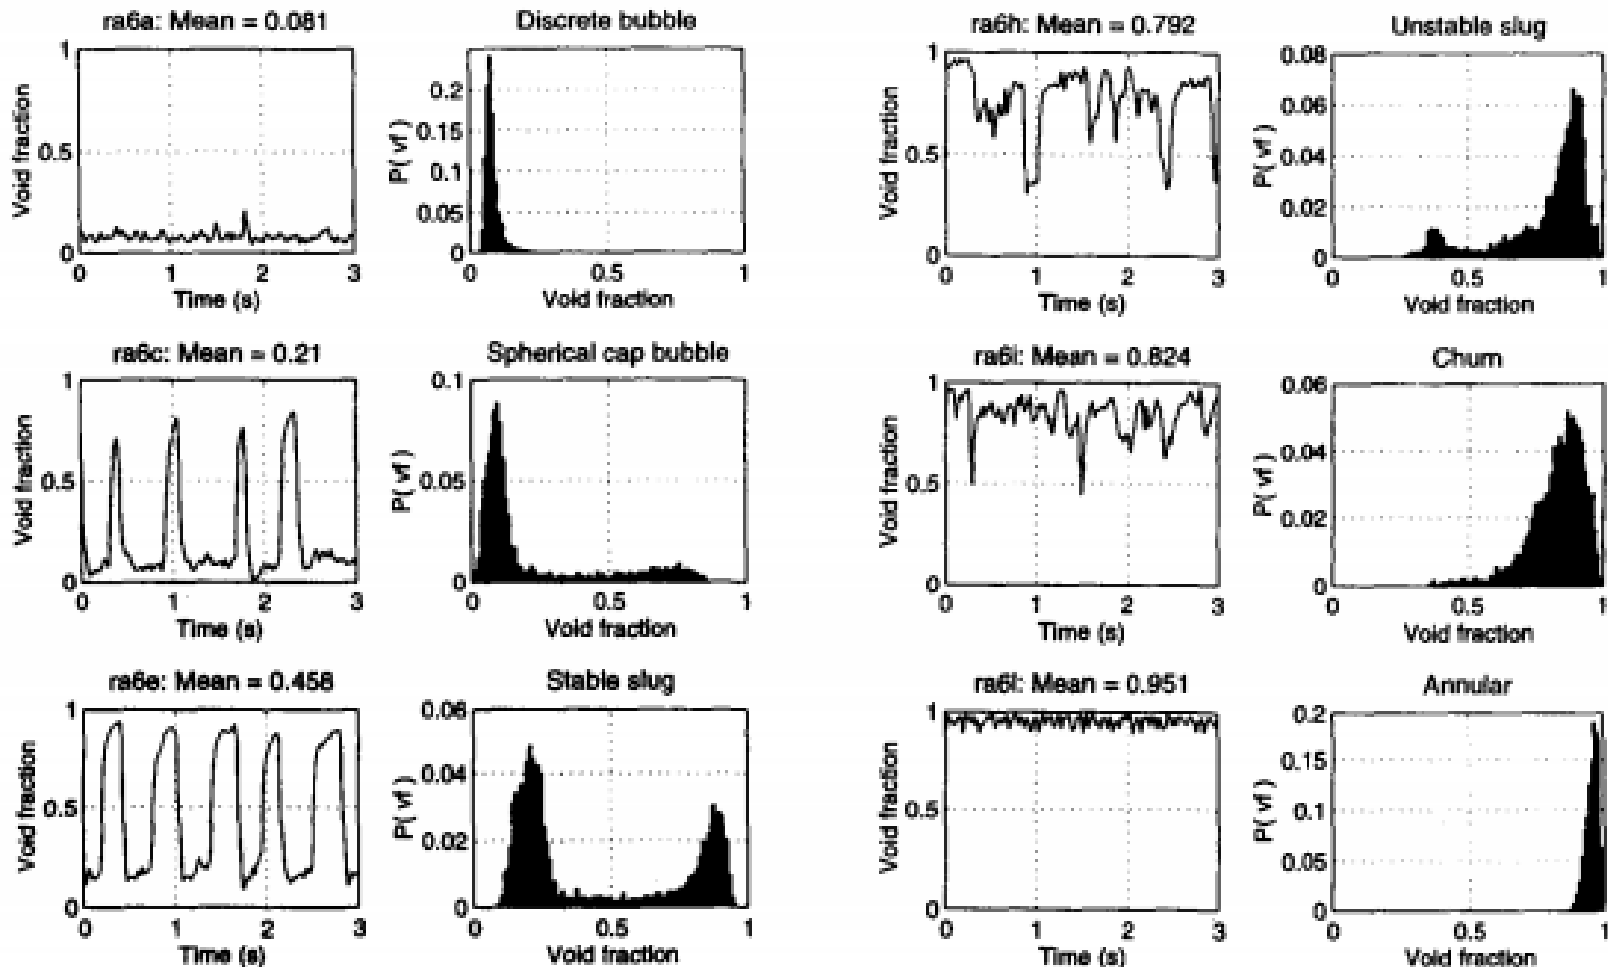 ra6a: Mean = 0.081
Discrete bubble
1
0.5
0
Void fraction
0 1 2 3
Time (s)
0.2
0.15
0.1
0.05
0
P( vf )
0 0.5 1
Void fraction
ra6h: Mean = 0.792
Unstable slug
1
0.5
0
Void fraction
0 1 2 3
Time (s)
0.08
0.06
0.04
0.02
0
P( vf )
0 0.5 1
Void fraction
ra6c: Mean = 0.21
Spherical cap bubble
1
0.5
0
Void fraction
0 1 2 3
Time (s)
0.1
0.05
0
P( vf )
0 0.5 1
Void fraction
ra6i: Mean = 0.824
Churn
1
0.5
0
Void fraction
0 1 2 3
Time (s)
0.06
0.04
0.02
0
P( vf )
0 0.5 1
Void fraction
ra6e: Mean = 0.458
Stable slug
1
0.5
0
Void fraction
0 1 2 3
Time (s)
0.06
0.04
0.02
0
P( vf )
0 0.5 1
Void fraction
ra6l: Mean = 0.951
Annular
1
0.5
0
Void fraction
0 1 2 3
Time (s)
0.2
0.15
0.1
0.05
0
P( vf )
0 0.5 1
Void fraction